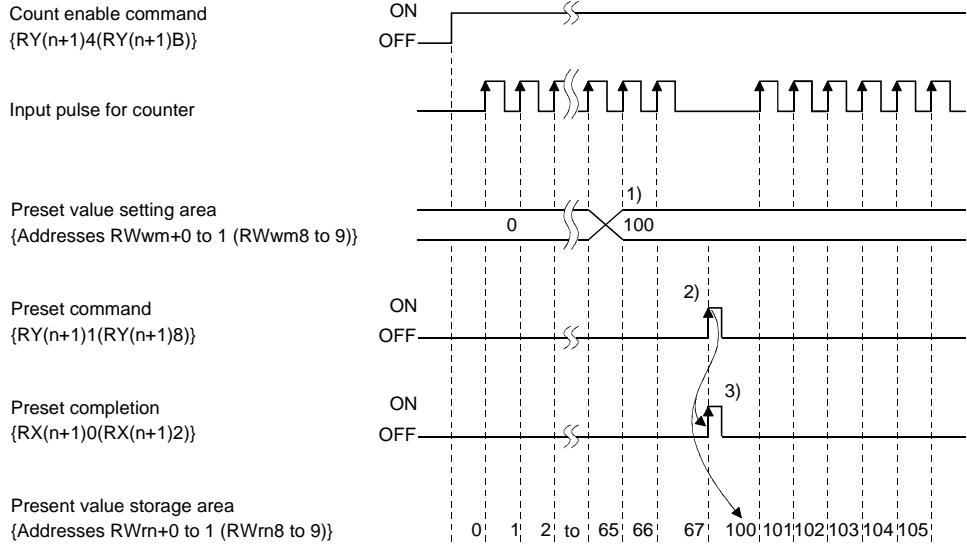 Count enable command
{RY(n+1)4(RY(n+1)B)}
ON
OFF
Input pulse for counter
Preset value setting area
{Addresses RWwm+0 to 1 (RWwm8 to 9)}
0
1)
100
Preset command
{RY(n+1)1(RY(n+1)8)}
ON
OFF
2)
Preset completion
{RX(n+1)0(RX(n+1)2)}
ON
OFF
3)
Present value storage area
{Addresses RWrn+0 to 1 (RWrn8 to 9)}
0 1 2 to 65 66 67 100 101 102 103 104 105